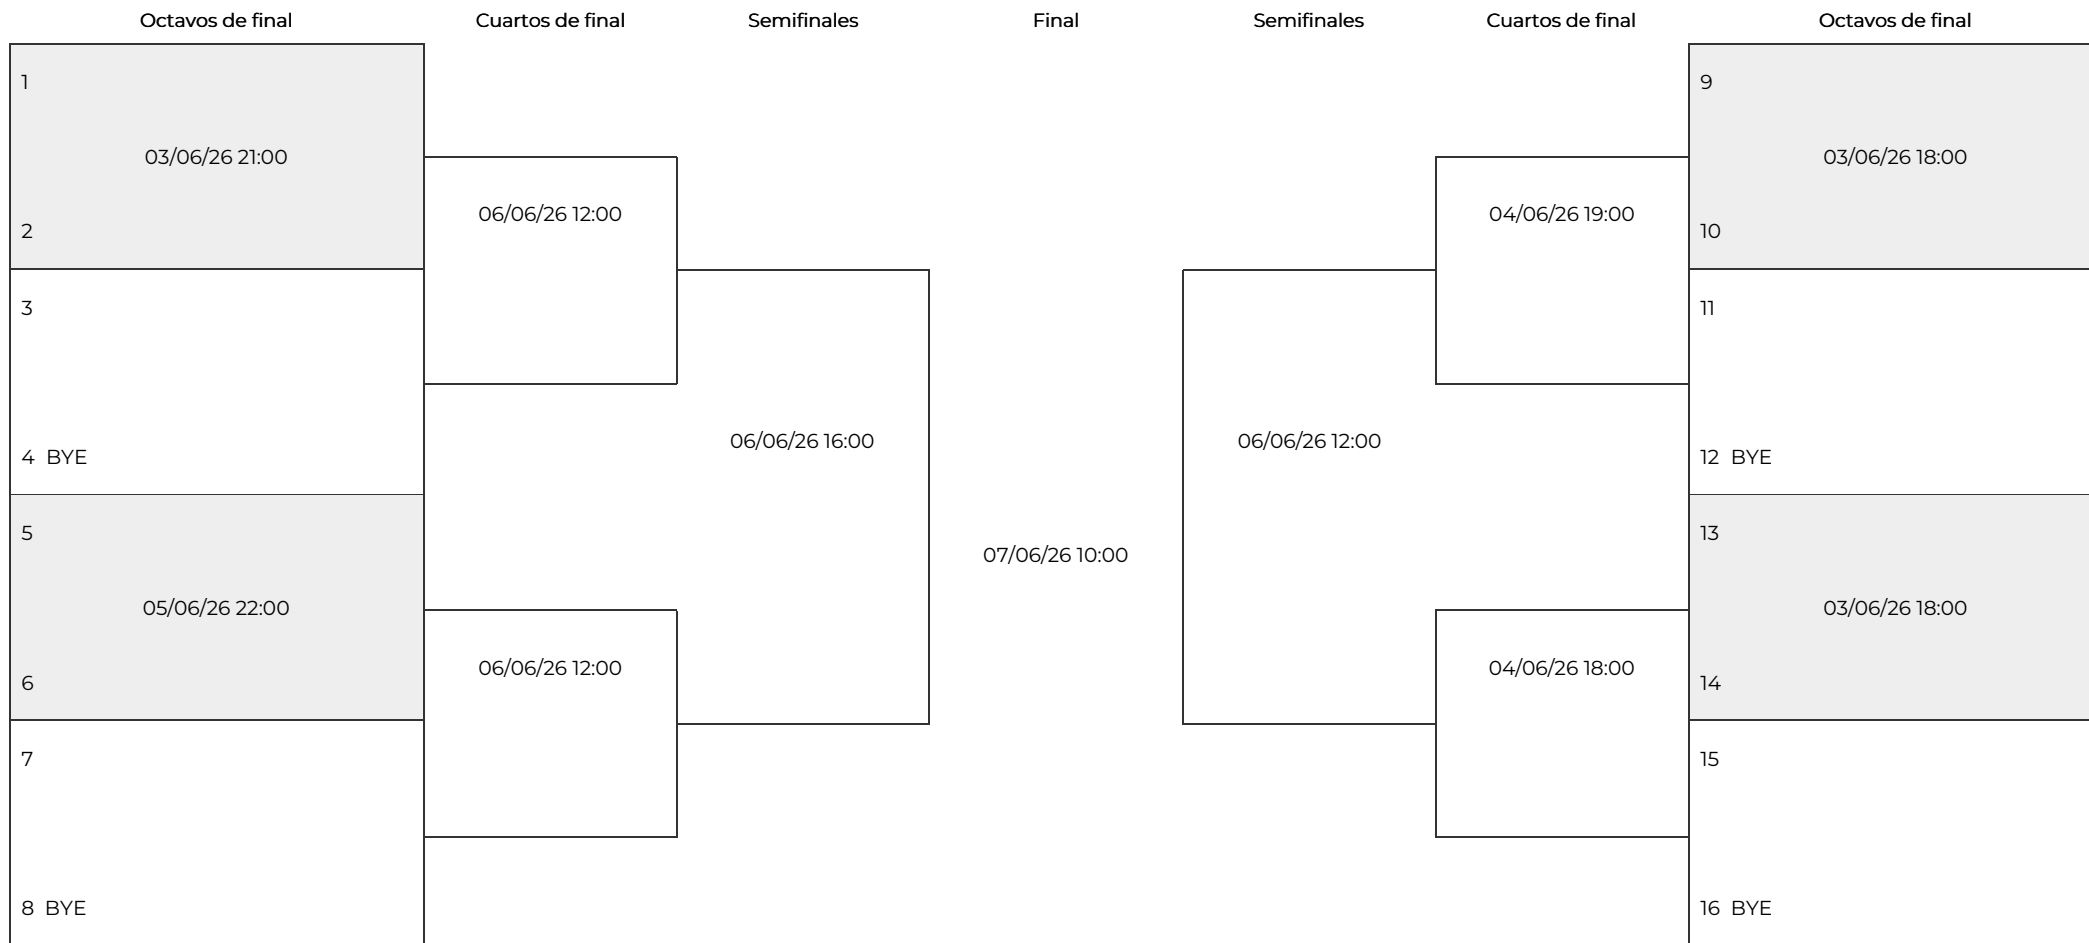 Octavos de final Cuartos de final Semifinales Final Semifinales Cuartos de final Octavos de final
1 9
03/06/26 21:00 03/06/26 18:00
06/06/26 12:00 04/06/26 19:00
2 10
3 11
06/06/26 16:00 06/06/26 12:00
4 BYE 12 BYE
5 13
07/06/26 10:00
05/06/26 22:00 03/06/26 18:00
06/06/26 12:00 04/06/26 18:00
6 14
7 15
8 BYE 16 BYE